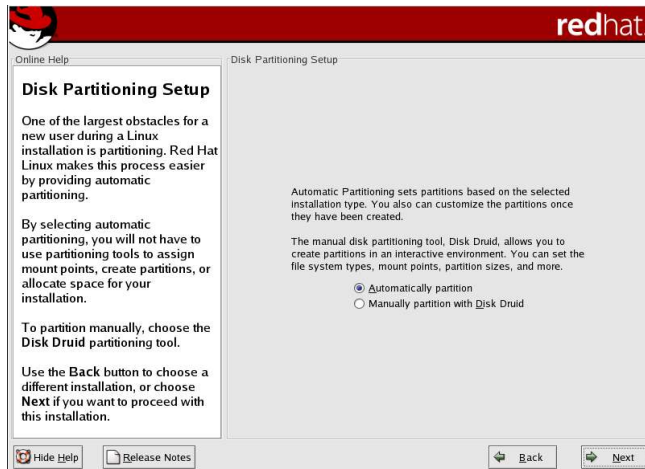 redhat.
Online Help
Disk Partitioning Setup
Disk Partitioning Setup
One of the largest obstacles for a
new user during a Linux
installation is partitioning. Red Hat
Linux makes this process easier
by providing automatic
partitioning.
By selecting automatic
partitioning, you will not have to
use partitioning tools to assign
mount points, create partitions, or
allocate space for your
installation.
To partition manually, choose the
Disk Druid partitioning tool.
Use the Back button to choose a
different installation, or choose
Next if you want to proceed with
this installation.
Automatic Partitioning sets partitions based on the selected
installation type. You also can customize the partitions once
they have been created.
The manual disk partitioning tool, Disk Druid, allows you to
create partitions in an interactive environment. You can set the
file system types, mount points, partition sizes, and more.
Automatically partition
Manually partition with Disk Druid
Hide Help
Release Notes
Back
Next